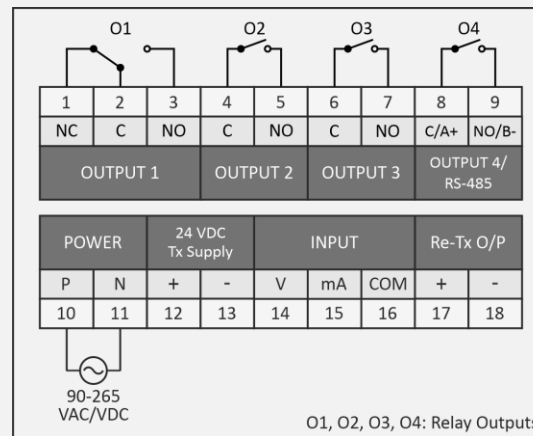 O1 O2 O3 O4
1 2 3 4 5 6 7 8 9
NC C NO C NO C NO C/A+ NO/B-
OUTPUT 1 OUTPUT 2 OUTPUT 3 OUTPUT 4/
RS-485
POWER 24 VDC
Tx Supply INPUT Re-Tx O/P
P N + - V mA COM + -
10 11 12 13 14 15 16 17 18
90-265
VAC/VDC
O1, O2, O3, O4: Relay Outputs